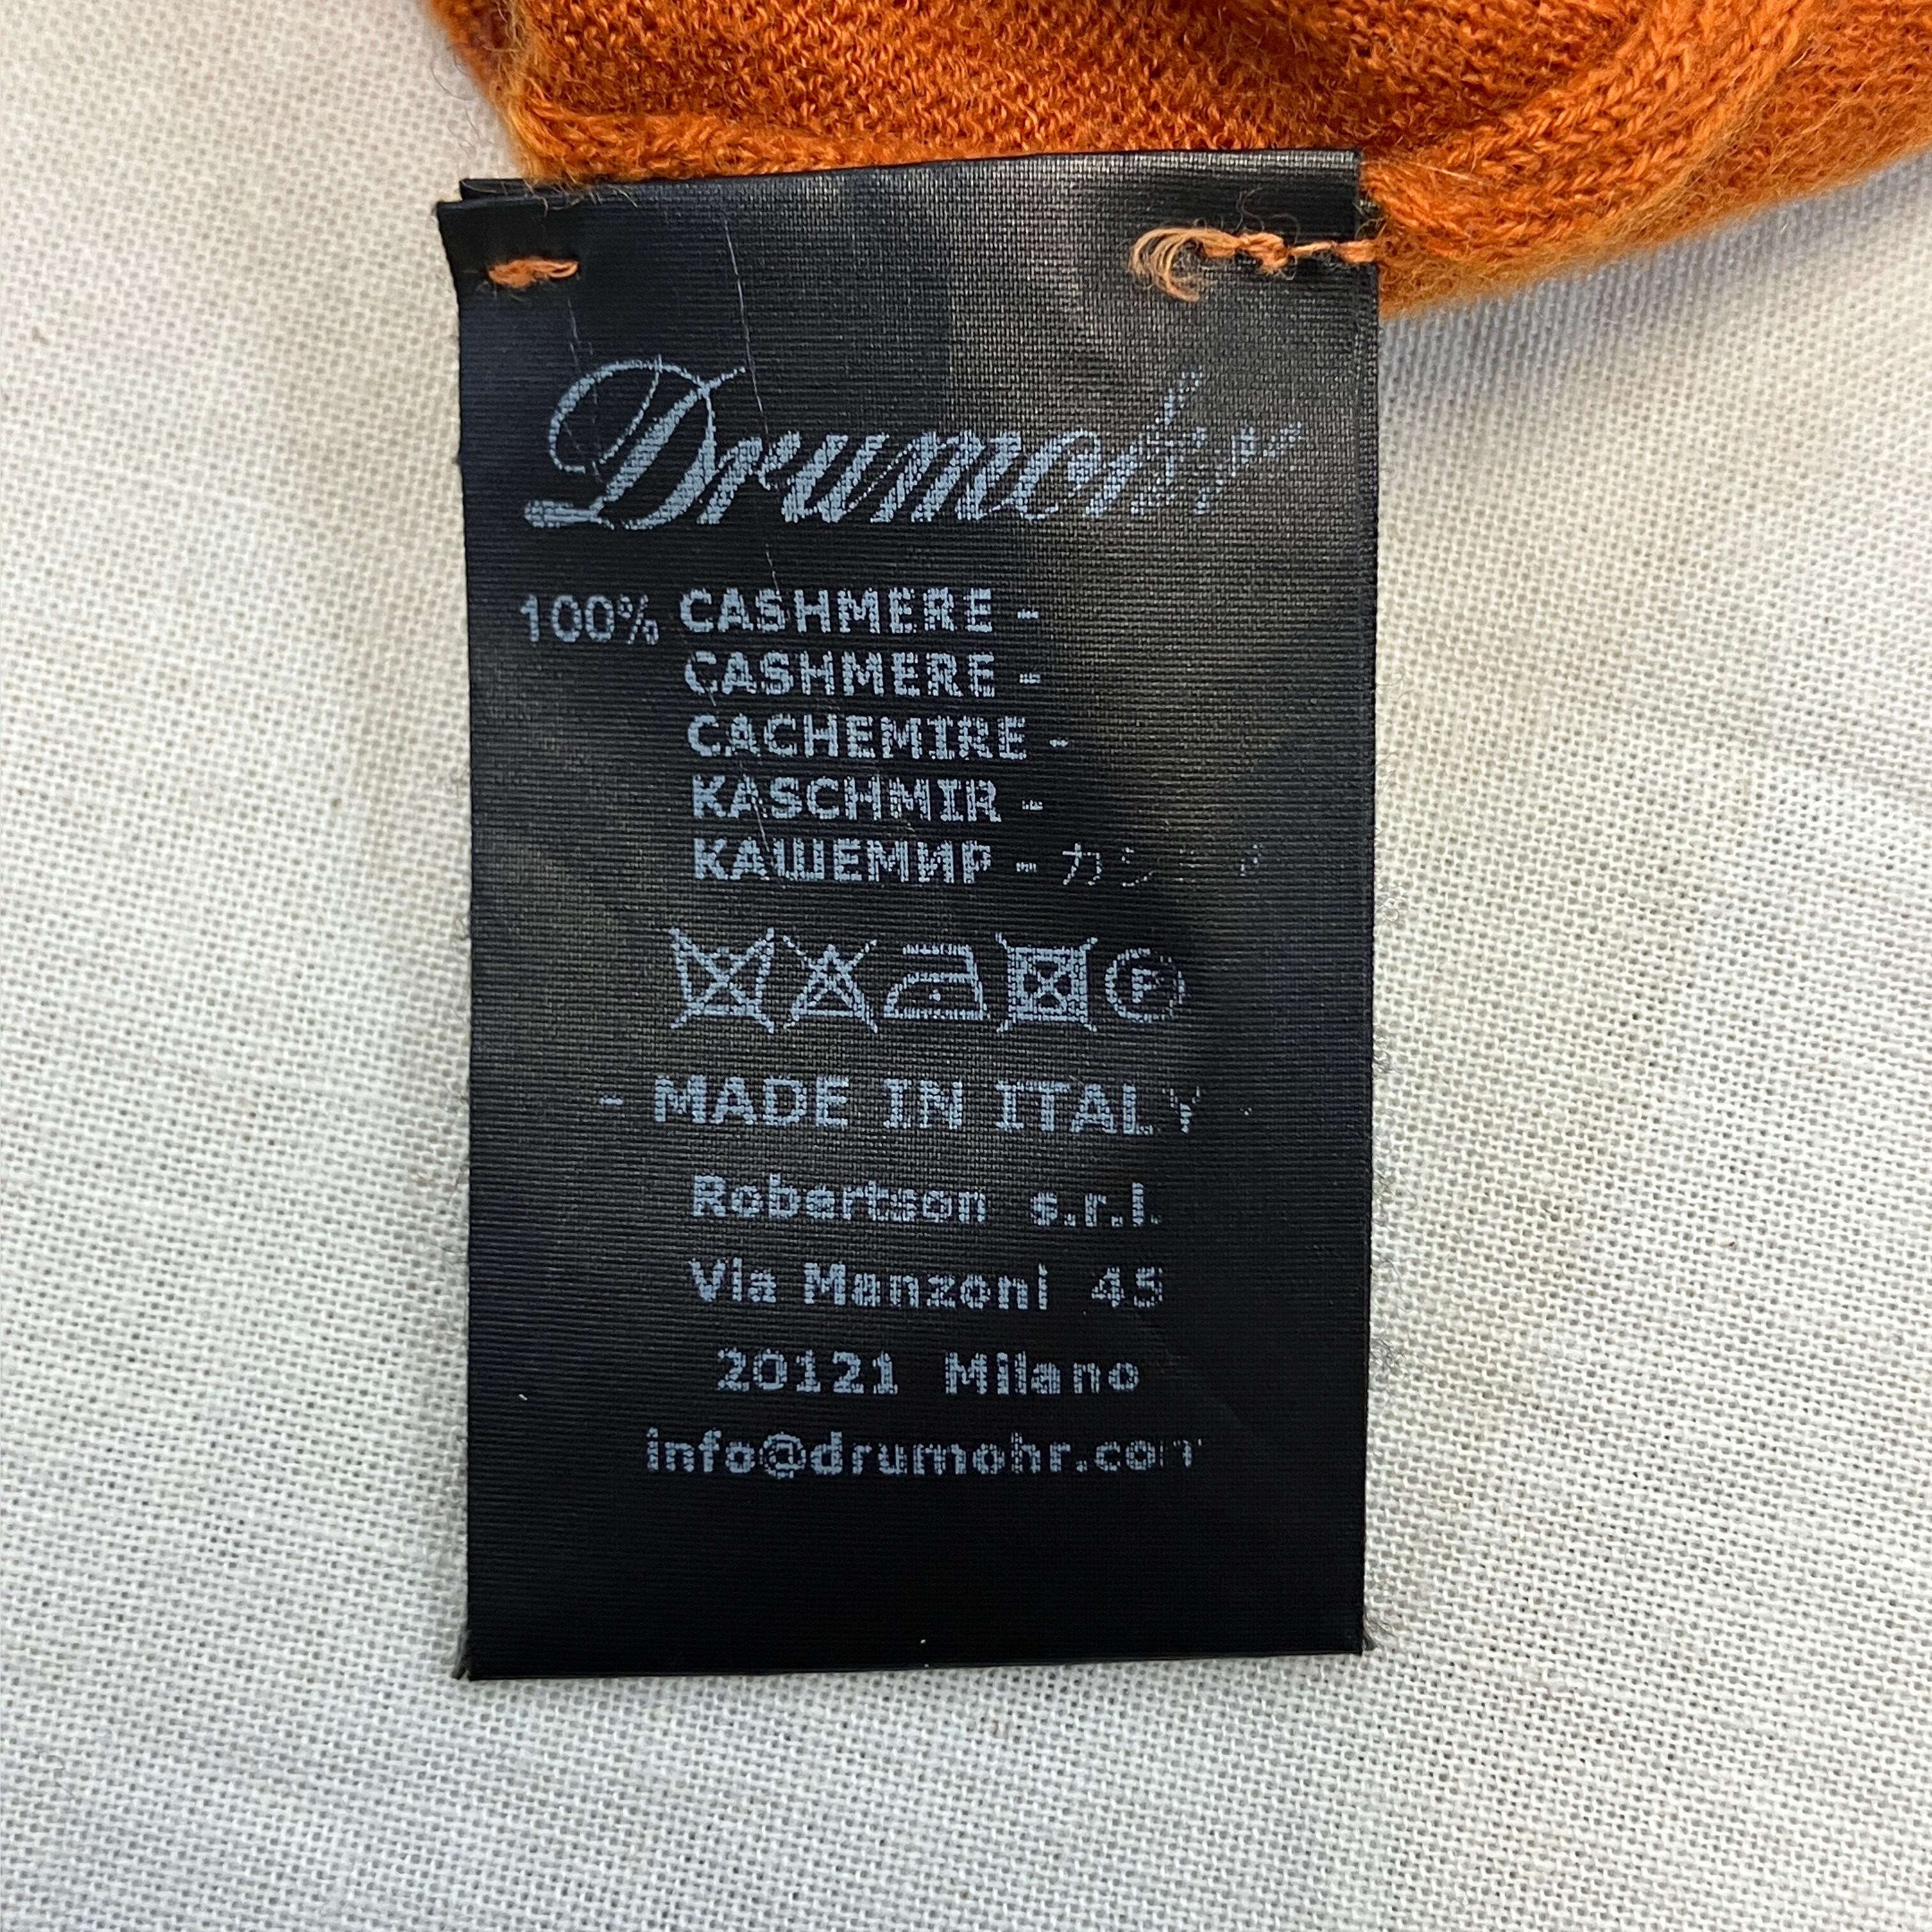 Drumohr
100% CASHMERE -
CASHMERE -
CACHEMIRE -
KASCHMIR -
КАШЕМИР -
P
- MADE IN ITALY -
Robertson s.r.l.
Via Manzoni 45
20121 Milano
info@drumohr.com